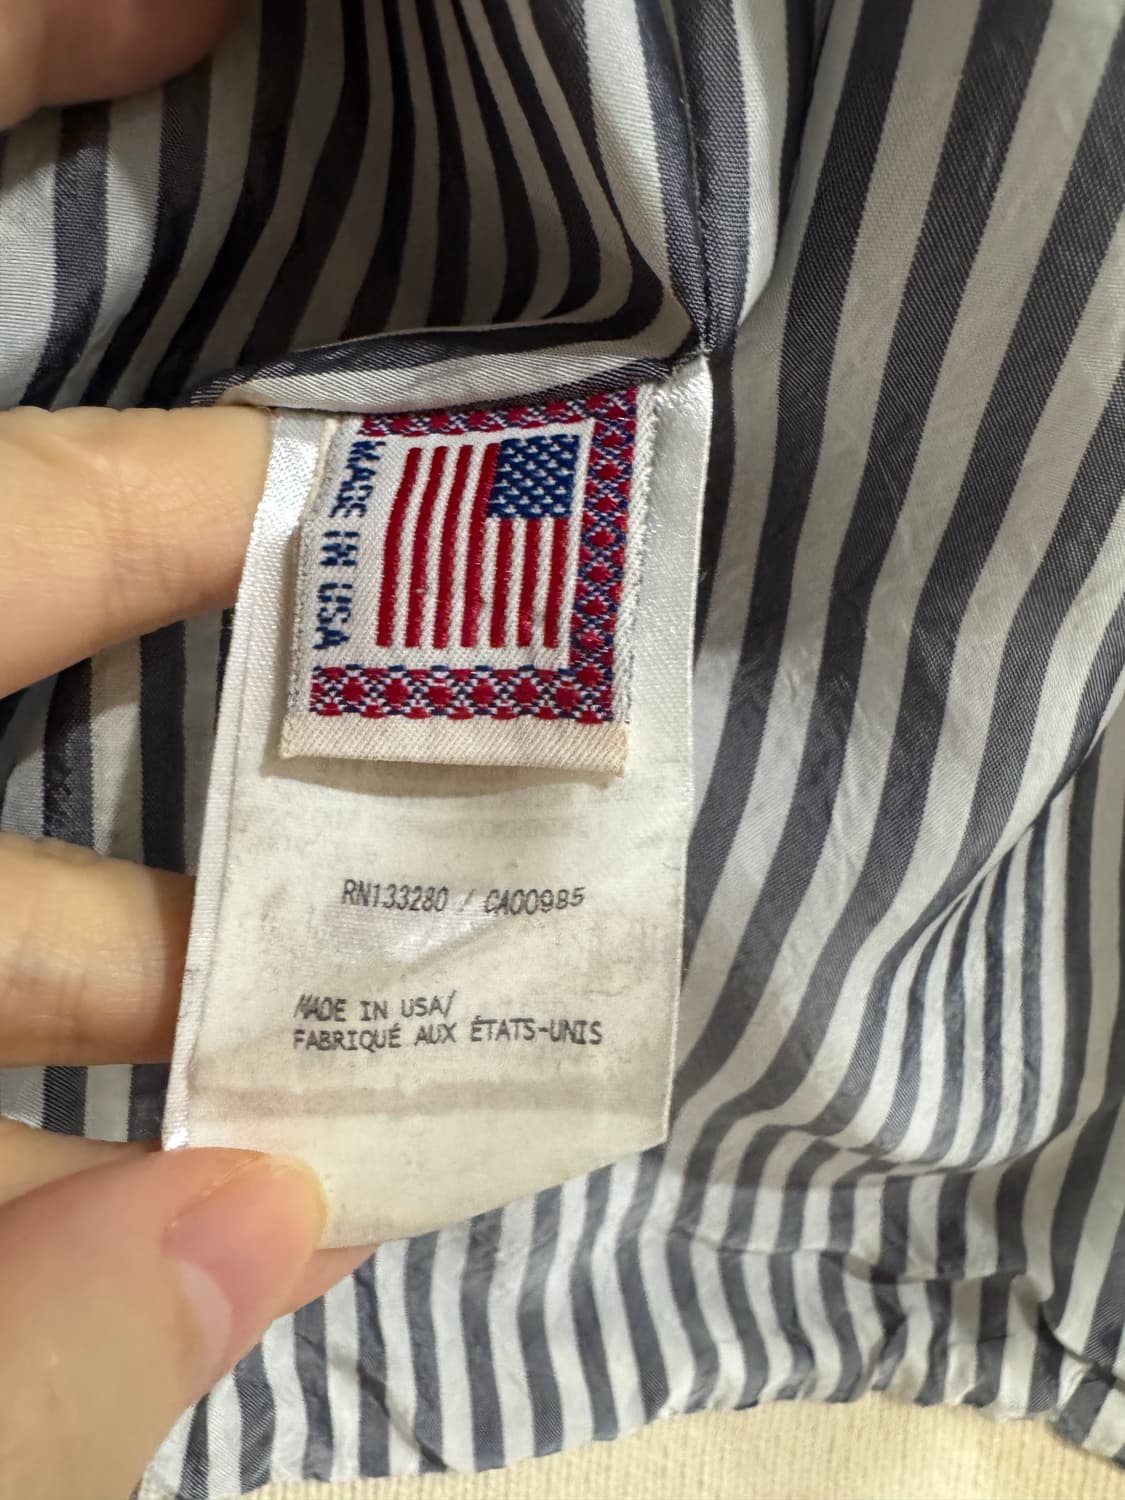 MADE IN USA
RN133280 / CA00985
MADE IN USA/
FABRIQUÉ AUX ÉTATS-UNIS